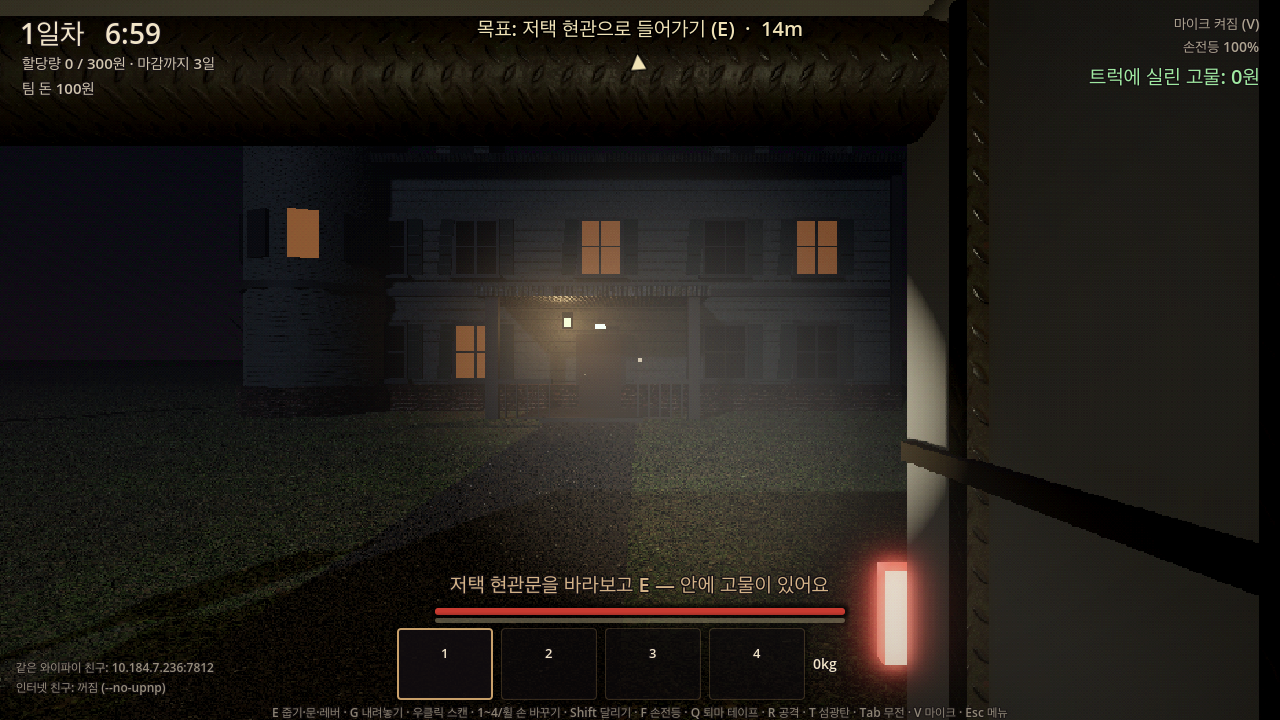 1일차 6:59
할당량 0 / 300원 · 마감까지 3일
팀 돈 100원
목표: 저택 현관으로 들어가기 (E) · 14m
마이크 켜짐 (V)
손전등 100%
트럭에 실린 고물: 0원
저택 현관문을 바라보고 E — 안에 고물이 있어요
1 2 3 4 0kg
같은 와이파이 친구: 10.184.7.236:7812
인터넷 친구: 꺼짐 (--no-upnp)
E 줍기·문·레버 · G 내려놓기 · 우클릭 스캔 · 1~4/휠 손 바꾸기 · Shift 달리기 · F 손전등 · Q 퇴마 테이프 · R 공격 · T 섬광탄 · Tab 무전 · V 마이크 · Esc 메뉴